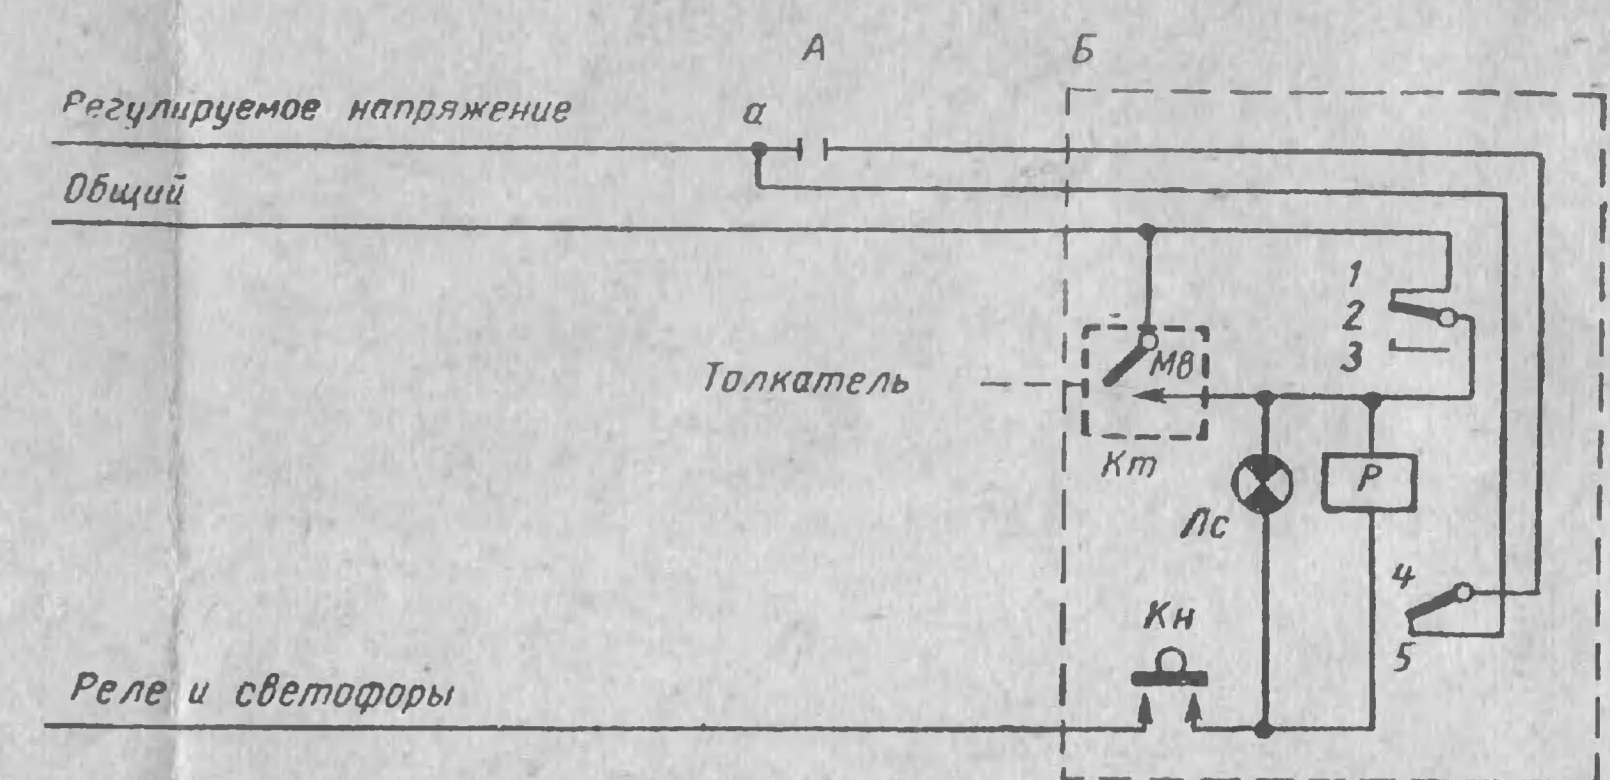 А
Б
Регулируемое напряжение
а
Общий
1
2
3
Мв
Толкатель
Кт
Р
Лс
4
Кн
5
Реле и светофоры